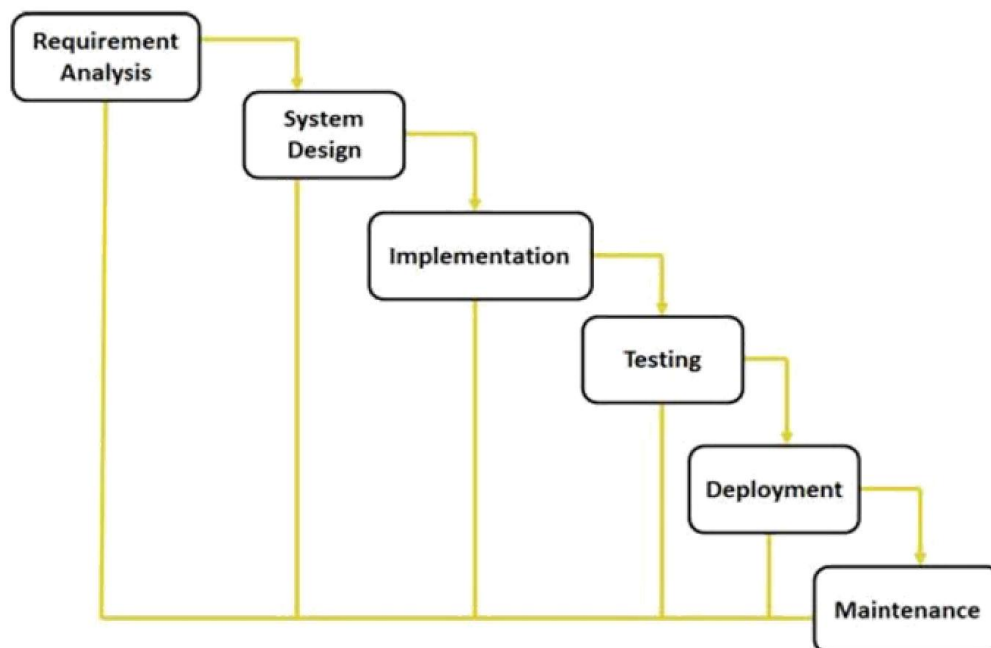 Requirement
Analysis
System
Design
Implementation
Testing
Deployment
Maintenance